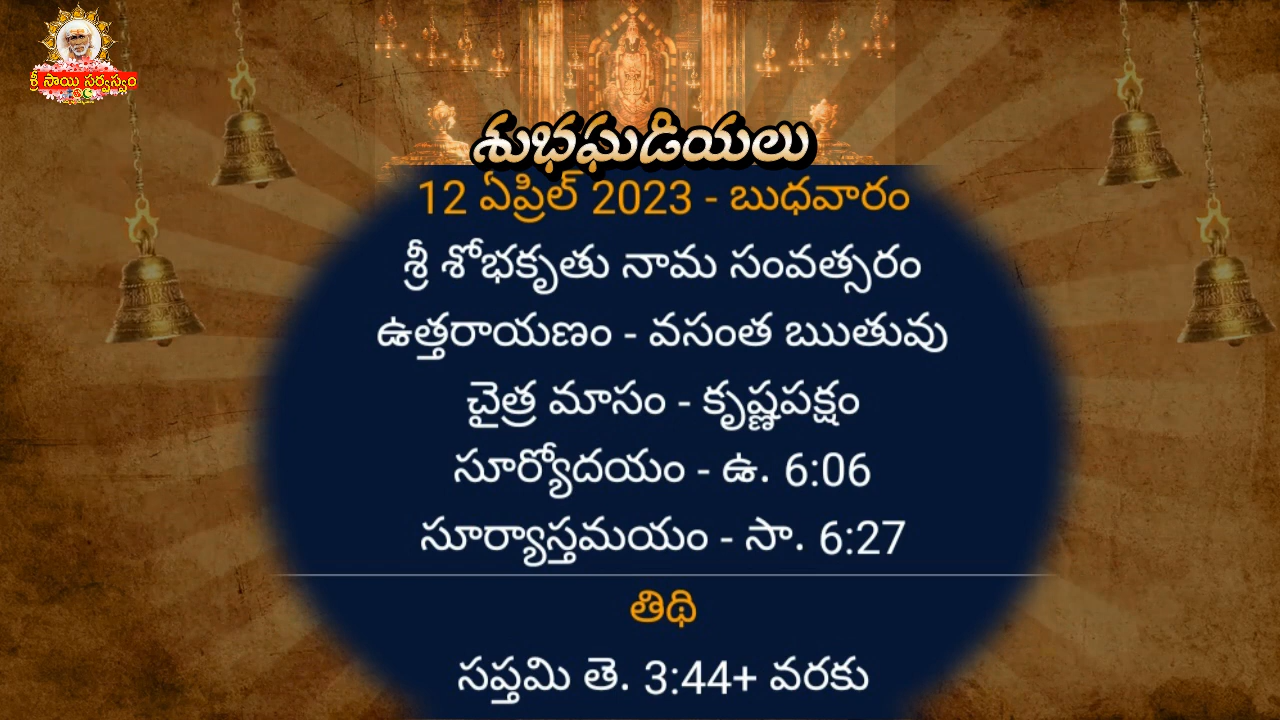 శ్రీ సాయి సర్వస్వం
శుభఘడియలు
12 ఏప్రిల్ 2023 - బుధవారం
శ్రీ శోభకృతు నామ సంవత్సరం
ఉత్తరాయణం - వసంత ఋతువు
చైత్ర మాసం - కృష్ణపక్షం
సూర్యోదయం - ఉ. 6:06
సూర్యాస్తమయం - సా. 6:27
తిథి
సప్తమి తె. 3:44+ వరకు